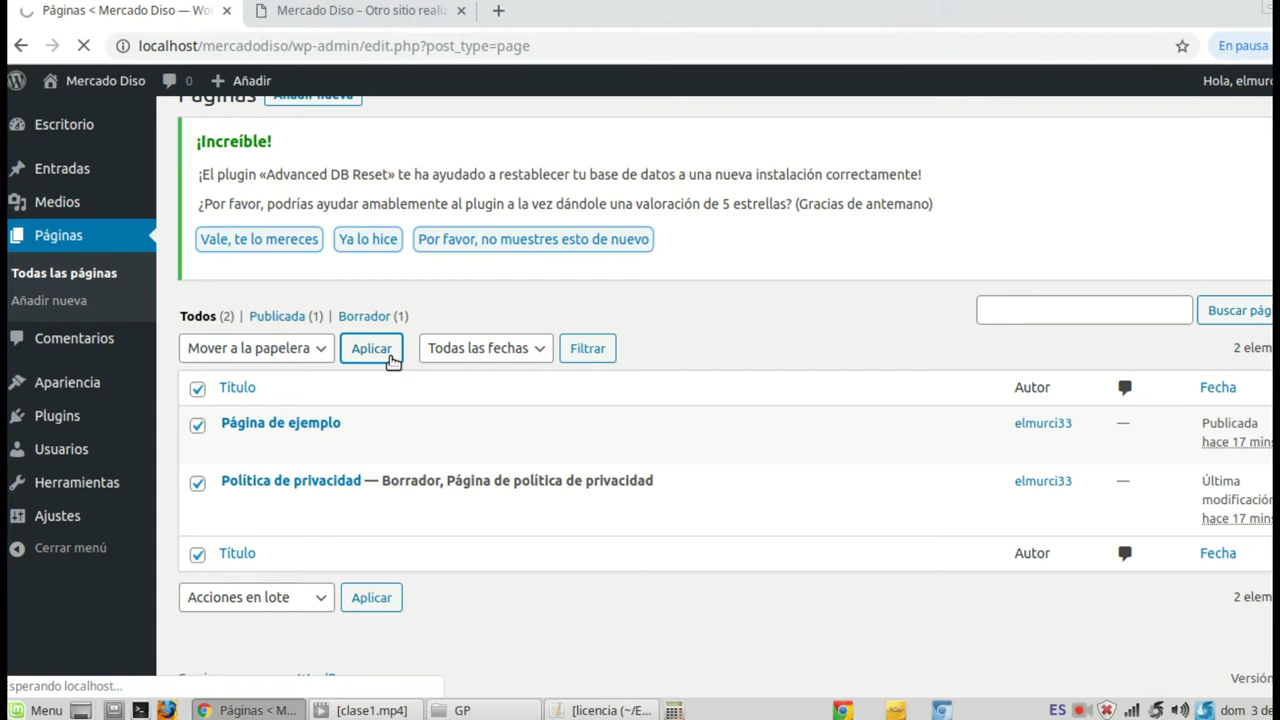 Páginas < Mercado Diso — Wo
Mercado Diso – Otro sitio realiz
localhost/mercadodiso/wp-admin/edit.php?post_type=page
En pausa
Mercado Diso
0
Añadir
Hola, elmurc
Páginas
Añadir nueva
Escritorio
Entradas
Medios
Páginas
Todas las páginas
Añadir nueva
Comentarios
Apariencia
Plugins
Usuarios
Herramientas
Ajustes
Cerrar menú
¡Increíble!
¡El plugin «Advanced DB Reset» te ha ayudado a restablecer tu base de datos a una nueva instalación correctamente!
¿Por favor, podrías ayudar amablemente al plugin a la vez dándole una valoración de 5 estrellas? (Gracias de antemano)
Vale, te lo mereces
Ya lo hice
Por favor, no muestres esto de nuevo
Todos (2) | Publicada (1) | Borrador (1)
Buscar pág
Mover a la papelera
Aplicar
Todas las fechas
Filtrar
2 elem
Título
Autor
Fecha
Página de ejemplo
elmurci33
—
Publicada
hace 17 min
Política de privacidad — Borrador, Página de política de privacidad
elmurci33
—
Última
modificación
hace 17 min
Título
Autor
Fecha
Acciones en lote
Aplicar
2 elem
Versión
sperando localhost...
Menu
Páginas < M...
[clase1.mp4]
GP
[licencia (~/E...
ES
dom 3 de